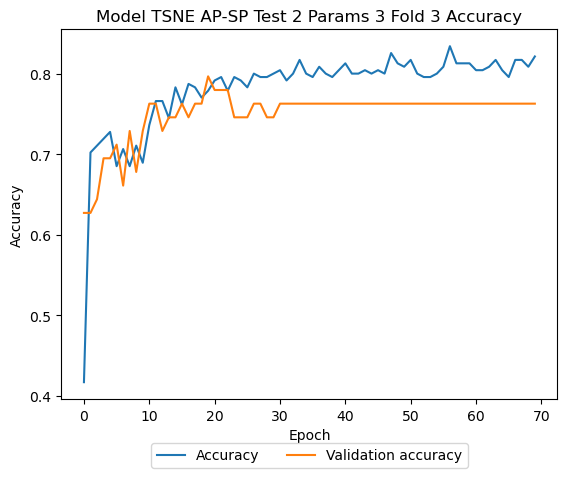 Model TSNE AP-SP Test 2 Params 3 Fold 3 Accuracy
0.8
0.7
0.6
0.5
0.4
Accuracy
0 10 20 30 40 50 60 70
Epoch
Accuracy Validation accuracy